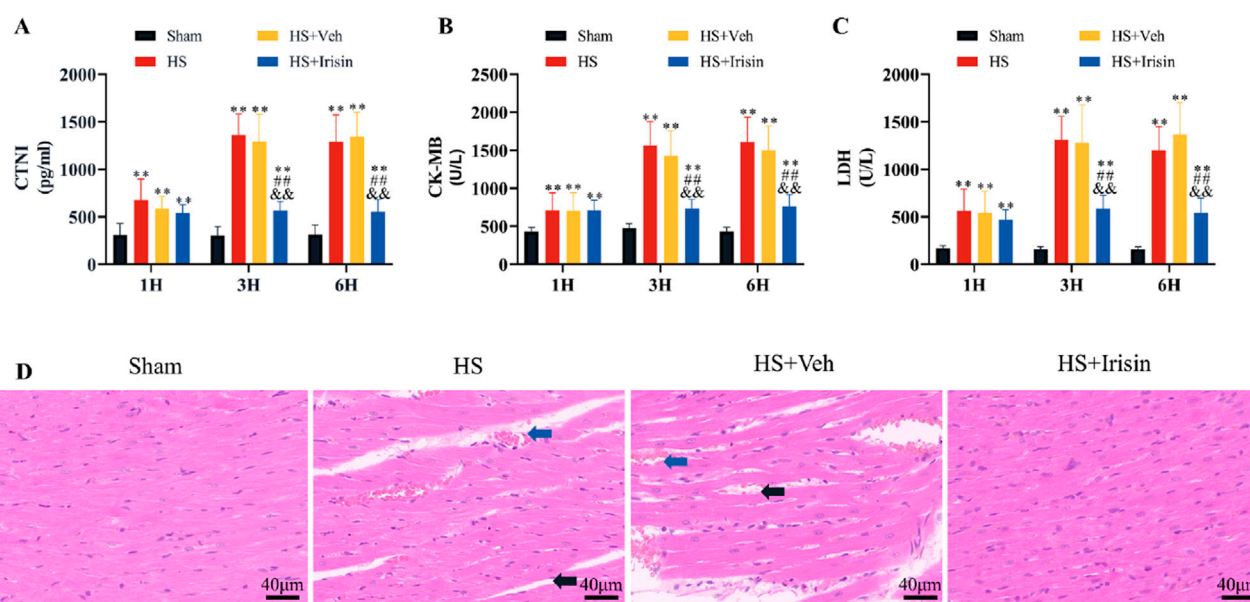 A
Sham
HS+Veh
HS
HS+Irisin
2000
1500
1000
500
0
CTNI
(pg/ml)
** ** **
** ** ** ## &&
** ** ** ## &&
1H 3H 6H
B
Sham
HS+Veh
HS
HS+Irisin
2500
2000
1500
1000
500
0
CK-MB
(U/L)
** ** **
** ** ** ## &&
** ** ** ## &&
1H 3H 6H
C
Sham
HS+Veh
HS
HS+Irisin
2000
1500
1000
500
0
LDH
(U/L)
** ** **
** ** ** ## &&
** ** ** ## &&
1H 3H 6H
D
Sham HS HS+Veh HS+Irisin
40μm 40μm 40μm 40μm